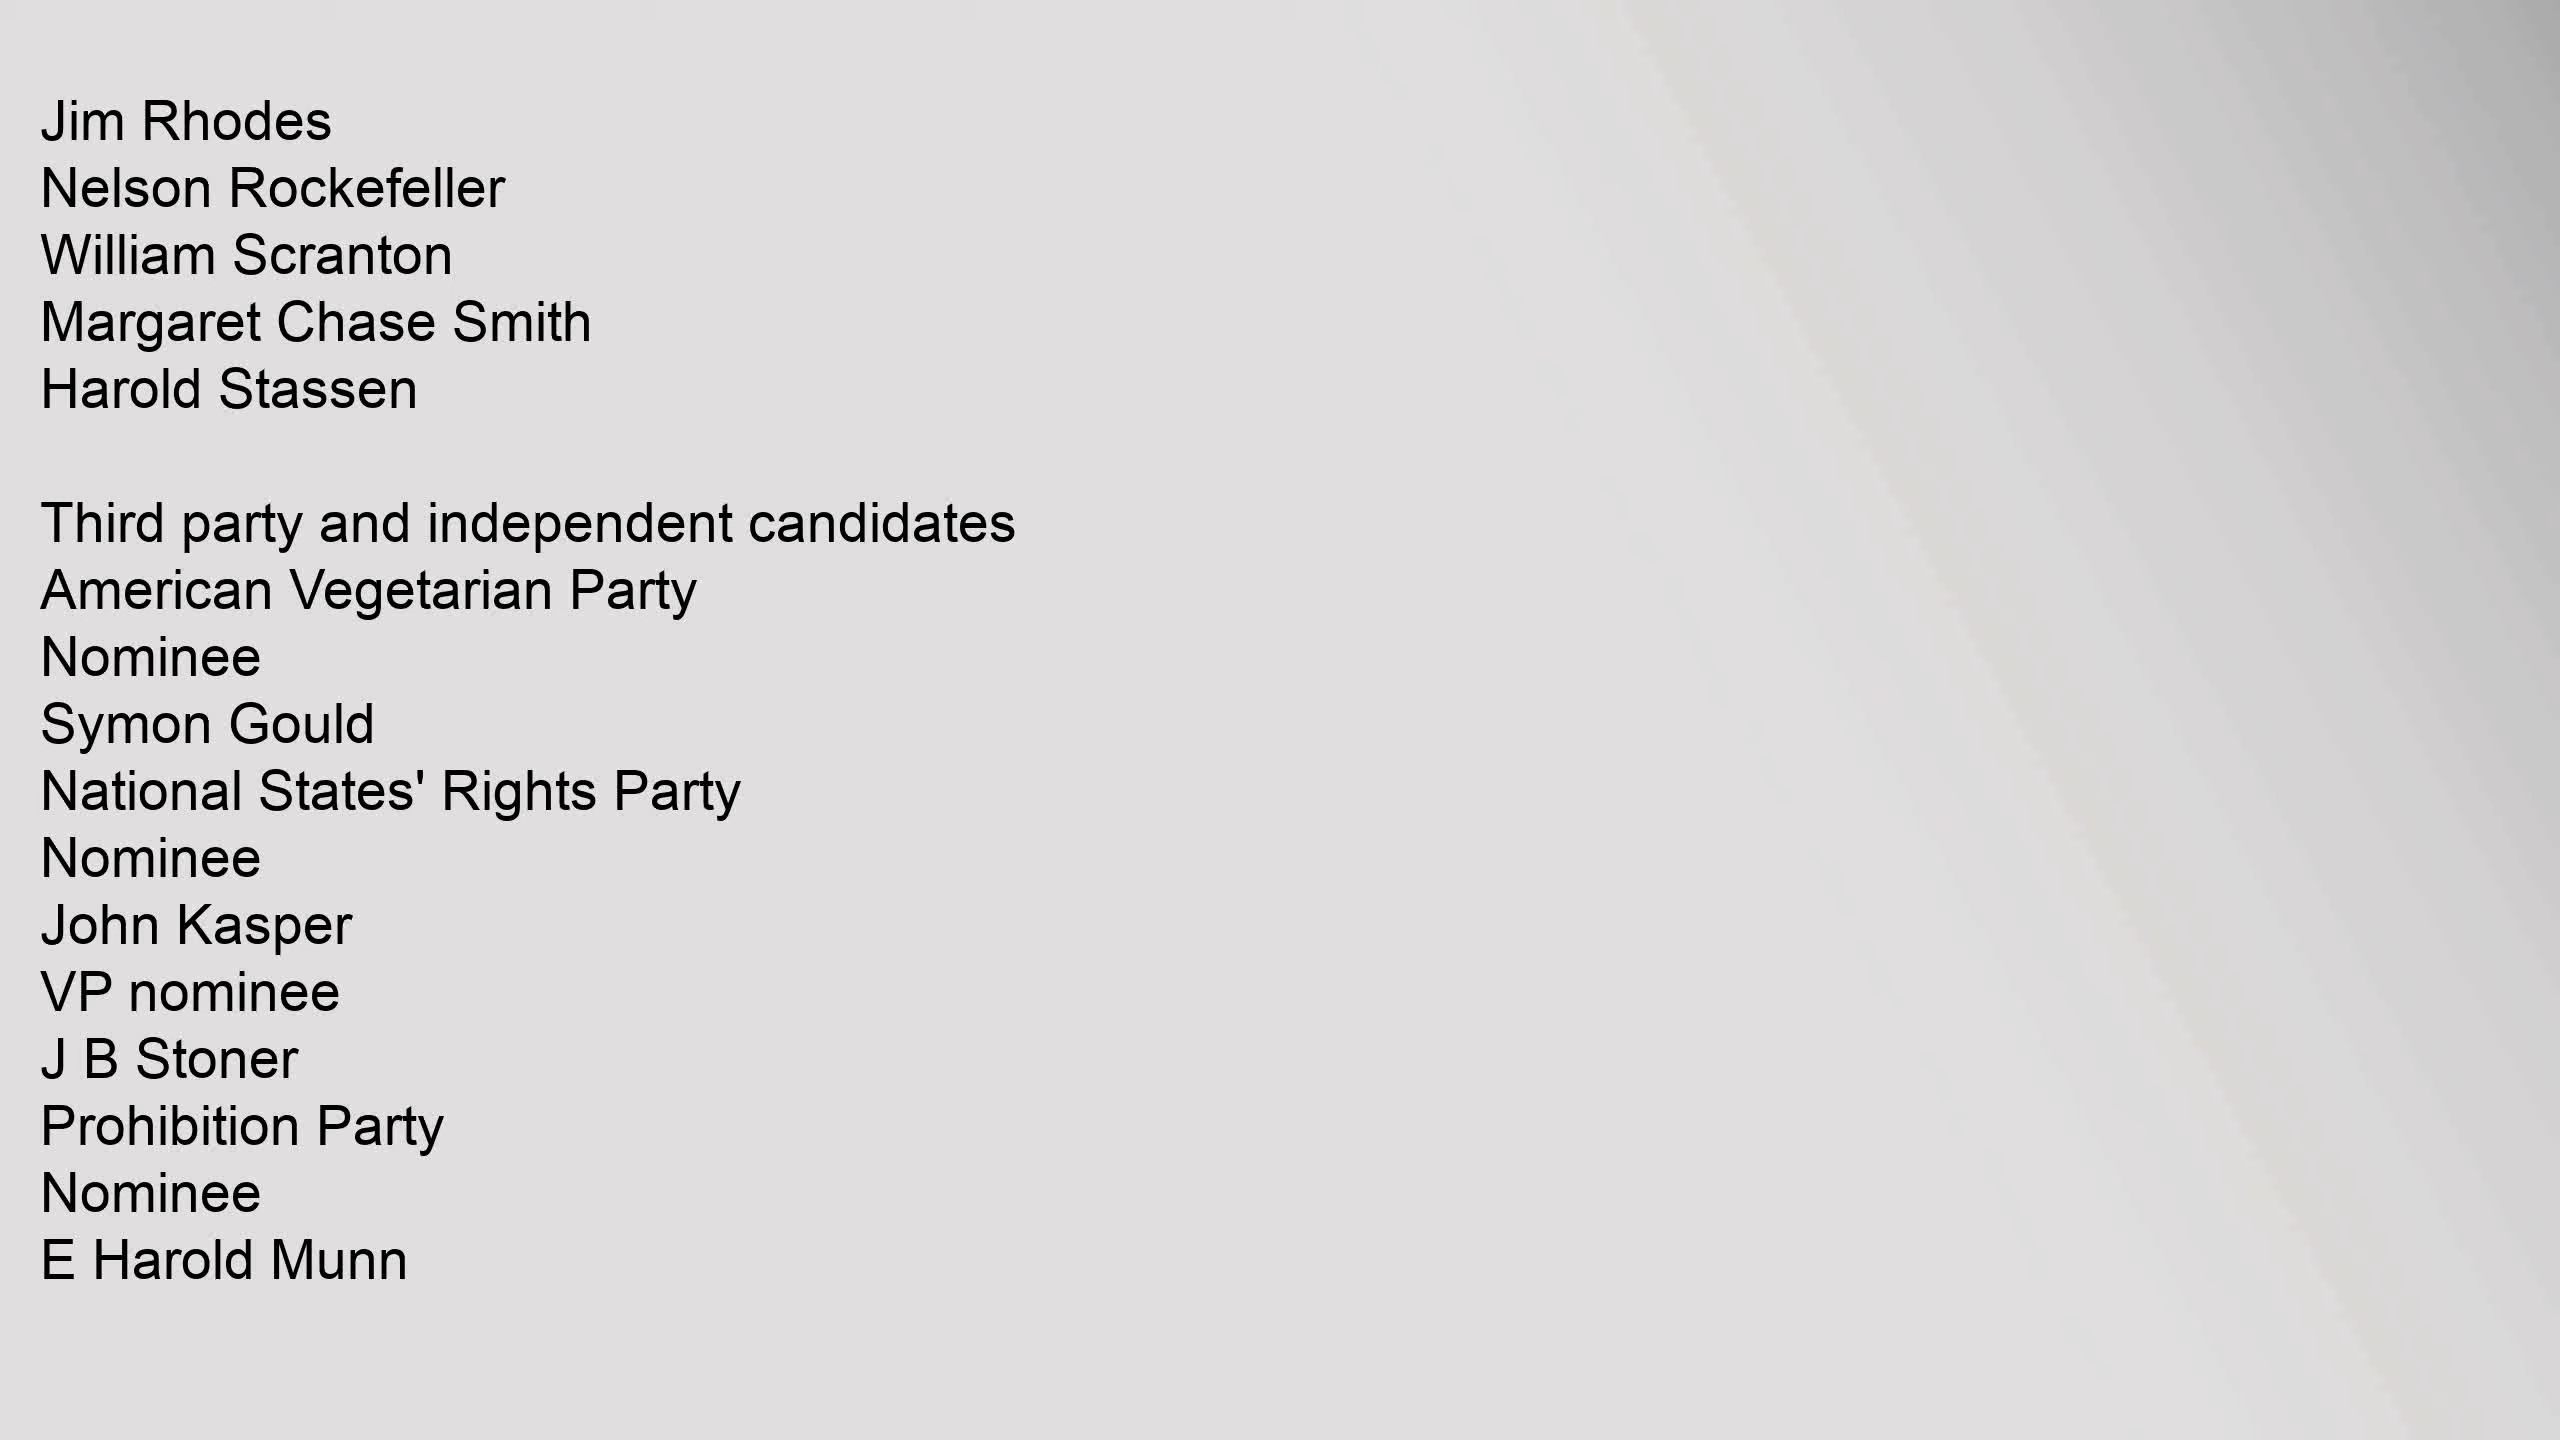 Jim Rhodes
Nelson Rockefeller
William Scranton
Margaret Chase Smith
Harold Stassen
Third party and independent candidates
American Vegetarian Party
Nominee
Symon Gould
National States' Rights Party
Nominee
John Kasper
VP nominee
J B Stoner
Prohibition Party
Nominee
E Harold Munn